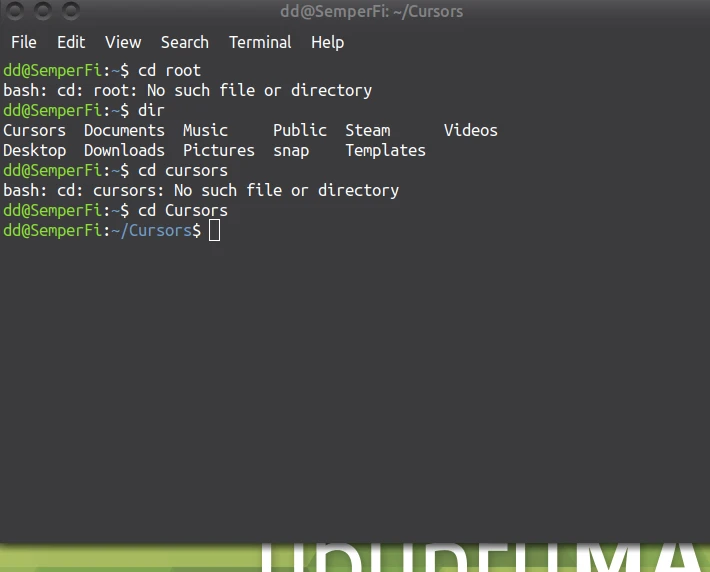 dd@SemperFi: ~/Cursors
File Edit View Search Terminal Help
dd@SemperFi:~$ cd root
bash: cd: root: No such file or directory
dd@SemperFi:~$ dir
Cursors  Documents  Music     Public  Steam      Videos
Desktop  Downloads  Pictures  snap    Templates
dd@SemperFi:~$ cd cursors
bash: cd: cursors: No such file or directory
dd@SemperFi:~$ cd Cursors
dd@SemperFi:~/Cursors$